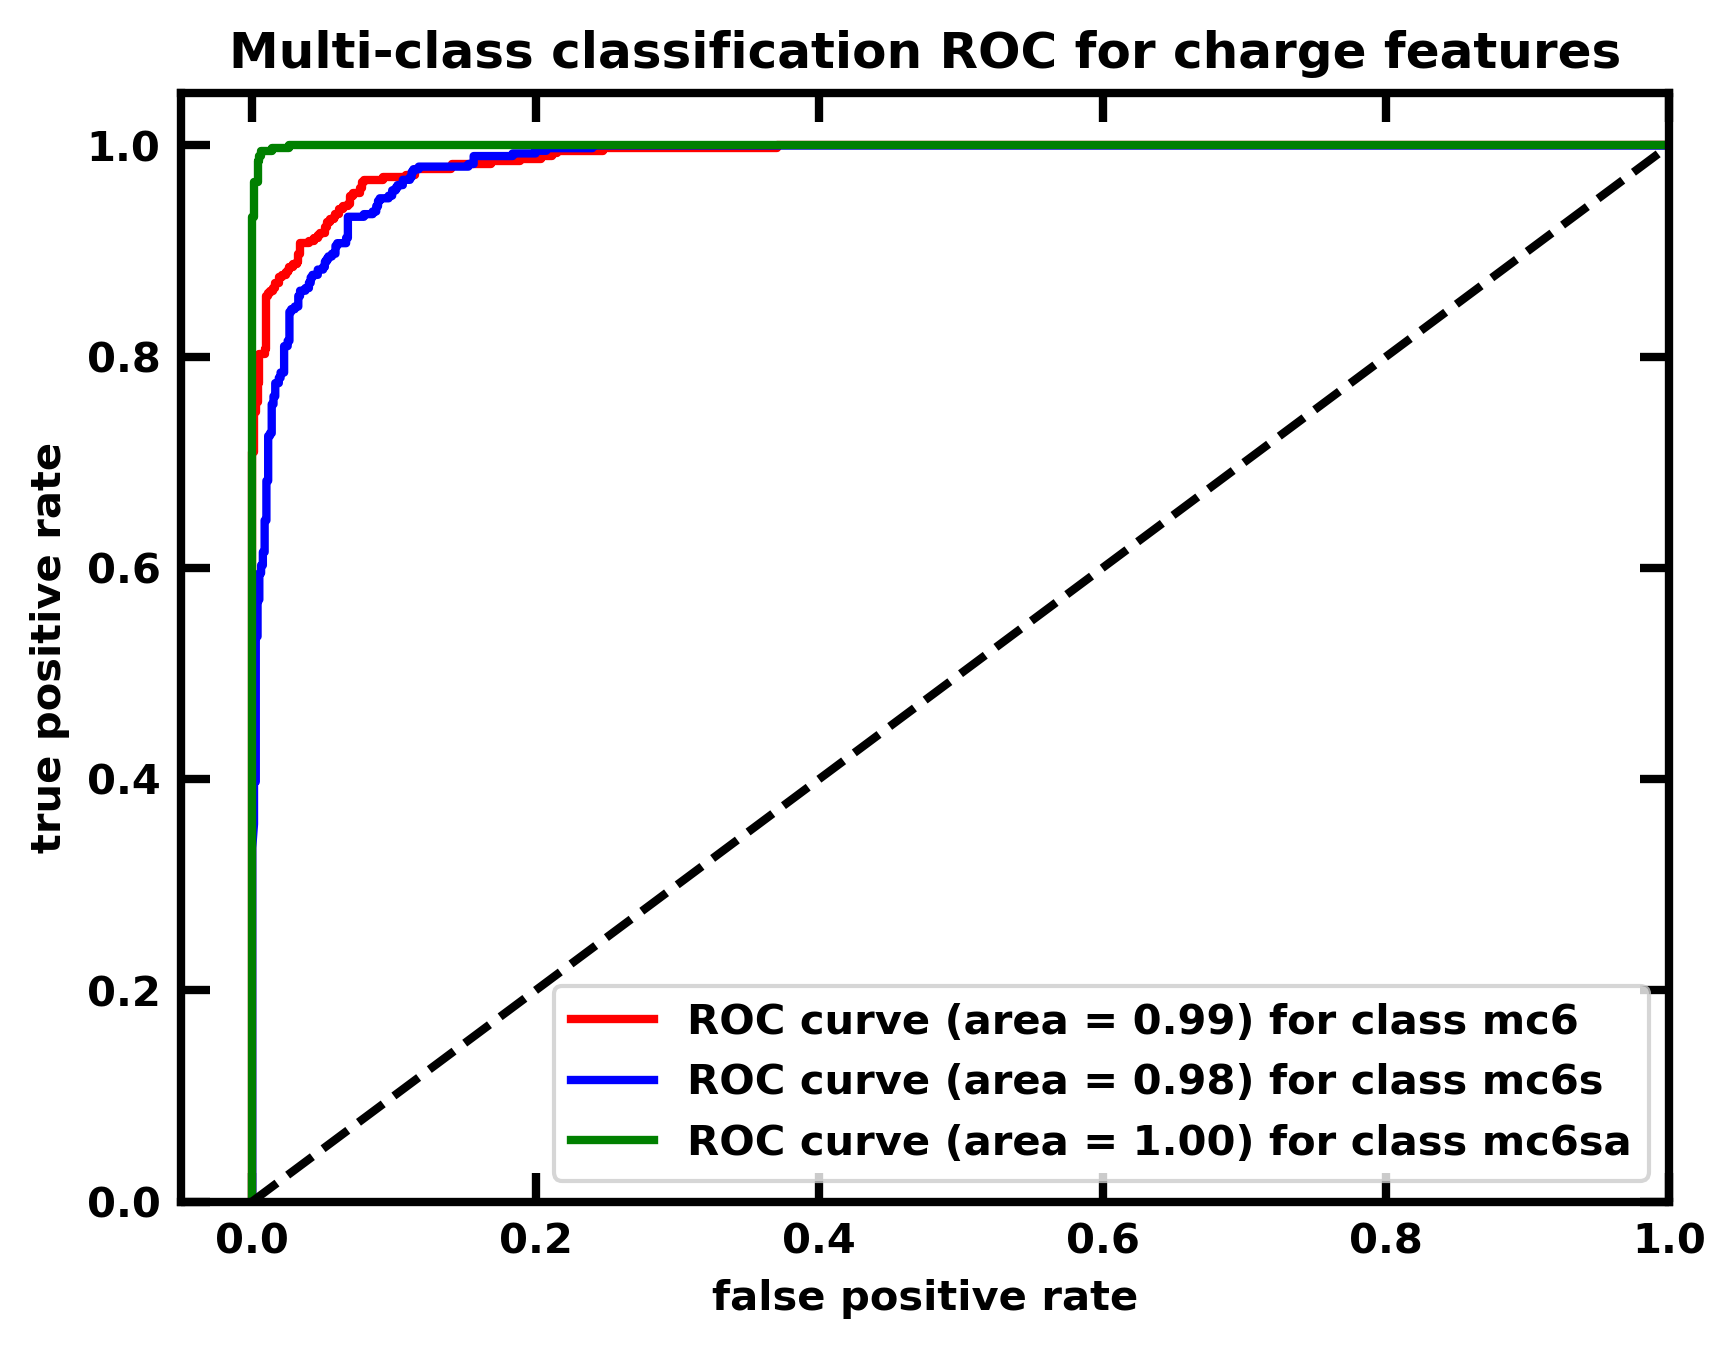 Multi-class classification ROC for charge features
1.0
0.8
0.6
0.4
0.2
0.0
true positive rate
ROC curve (area = 0.99) for class mc6
ROC curve (area = 0.98) for class mc6s
ROC curve (area = 1.00) for class mc6sa
0.0 0.2 0.4 0.6 0.8 1.0
false positive rate